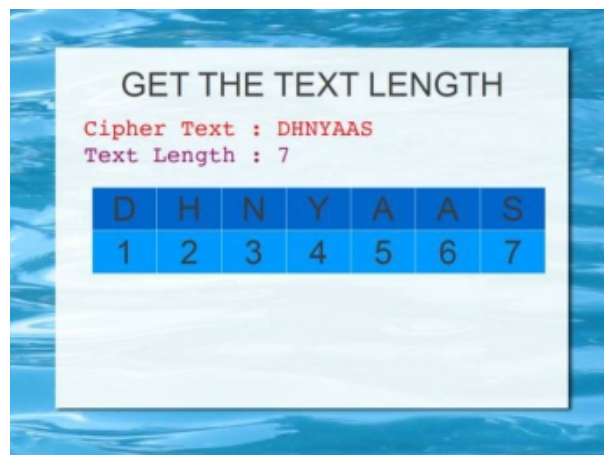 GET THE TEXT LENGTH
Cipher Text : DHNYAAS
Text Length : 7
D H N Y A A S
1 2 3 4 5 6 7